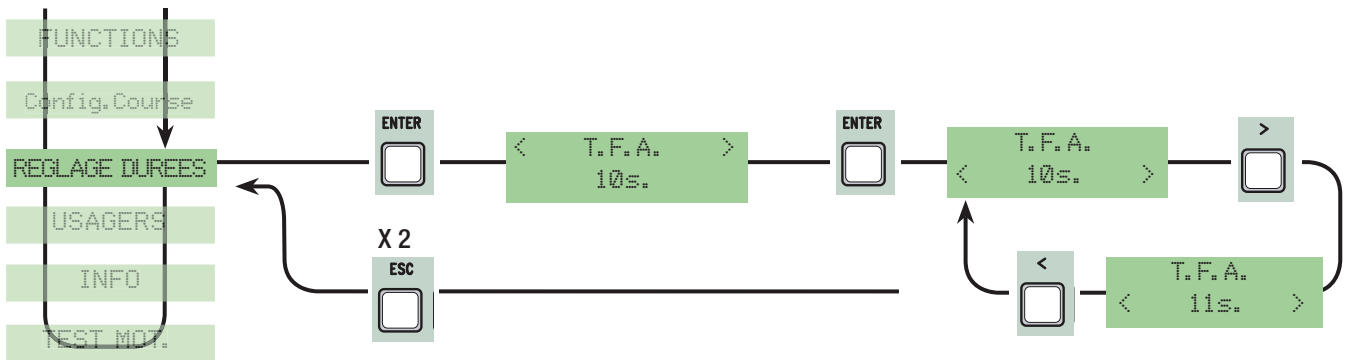 FUNCTIONS
Config.Course
REGLAGE DUREES
USAGERS
INFO
TEST MOT.
ENTER
< T.F.A. >
10s.
ENTER
T.F.A.
< 10s. >
>
X 2
ESC
<
T.F.A.
< 11s. >